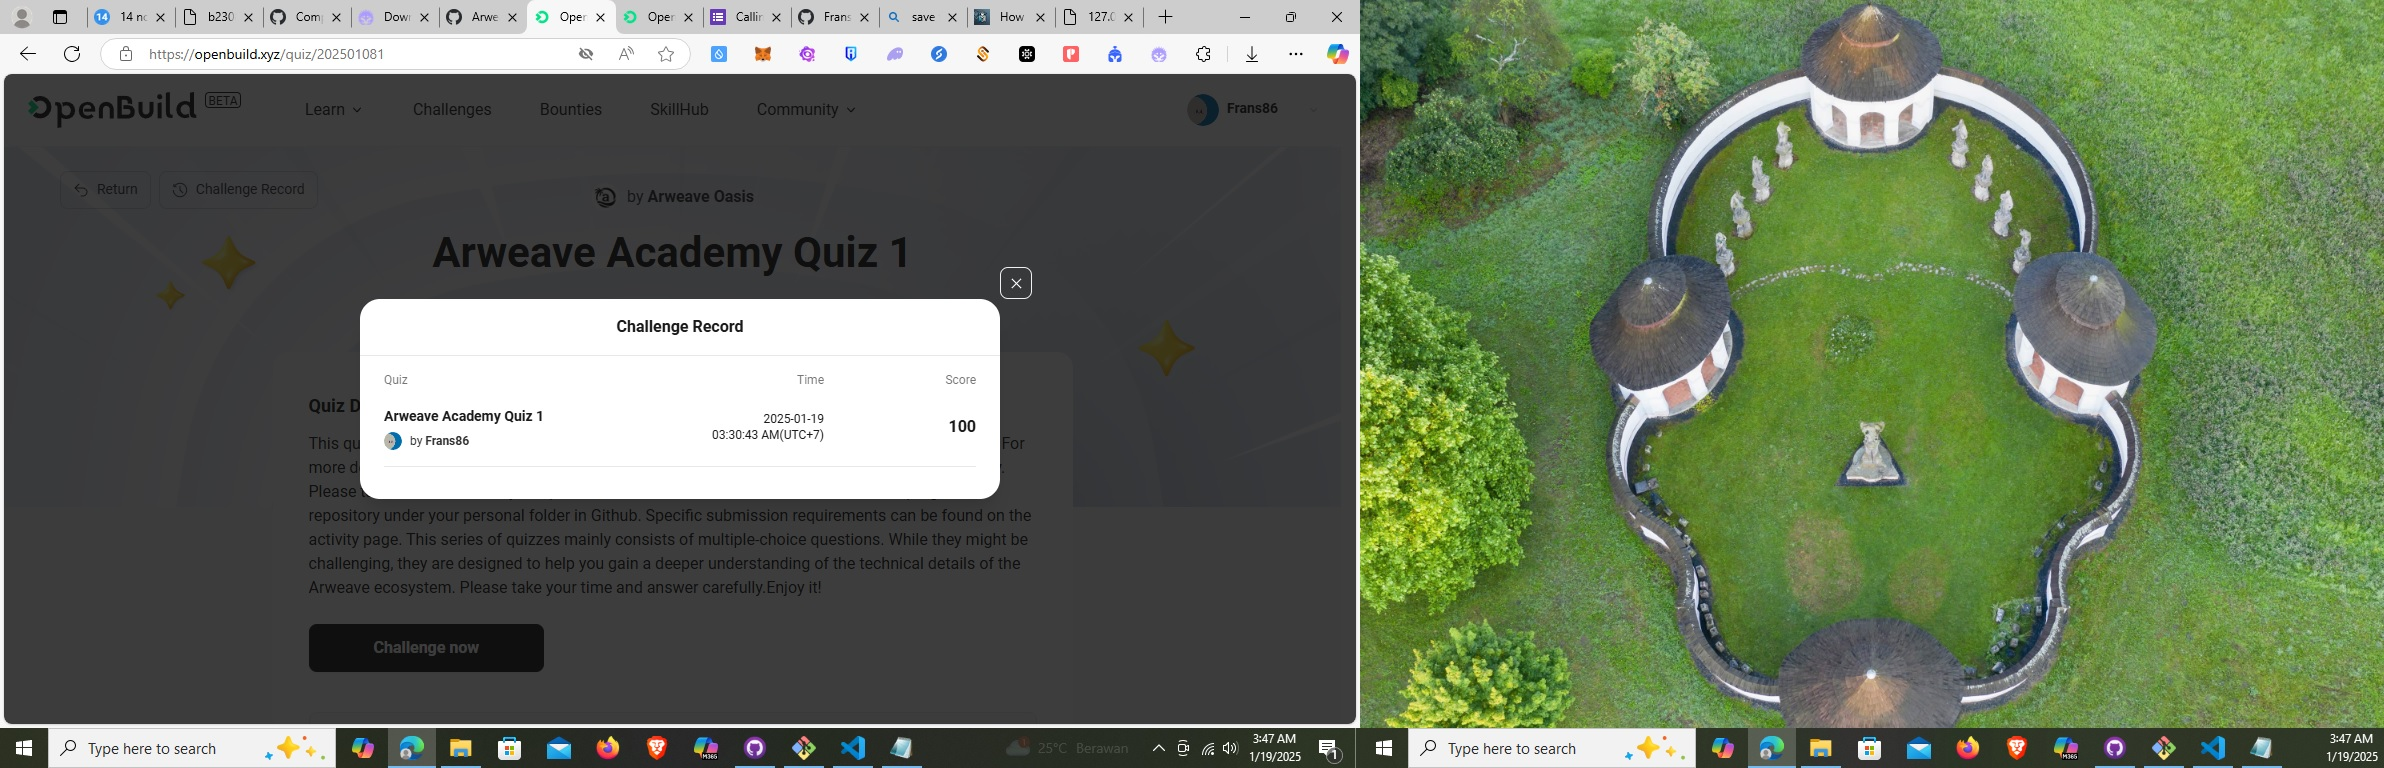 14 no
b230
Com
Dow
Arwe
Oper
Oper
Callin
Frans
save
How
127.0
https://openbuild.xyz/quiz/202501081
OpenBuild BETA
Learn
Challenges
Bounties
SkillHub
Community
Frans86
Return
Challenge Record
by Arweave Oasis
Arweave Academy Quiz 1
Challenge Record
Quiz
Time
Score
Arweave Academy Quiz 1
by Frans86
2025-01-19
03:30:43 AM(UTC+7)
100
Quiz D
This qu
For
more d
Please
repository under your personal folder in Github. Specific submission requirements can be found on the
activity page. This series of quizzes mainly consists of multiple-choice questions. While they might be
challenging, they are designed to help you gain a deeper understanding of the technical details of the
Arweave ecosystem. Please take your time and answer carefully.Enjoy it!
Challenge now
Type here to search
M365
25°C Berawan
3:47 AM
1/19/2025
1
Type here to search
M365
3:47 AM
1/19/2025